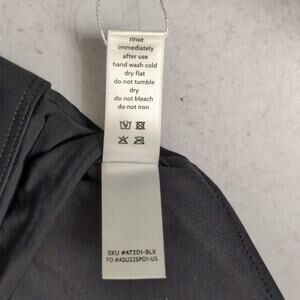 rinse
immediately
after use
hand wash cold
dry flat
do not tumble
dry
do not bleach
do not iron
SKU #AT201-BLK
PO #ASU22SP01-US